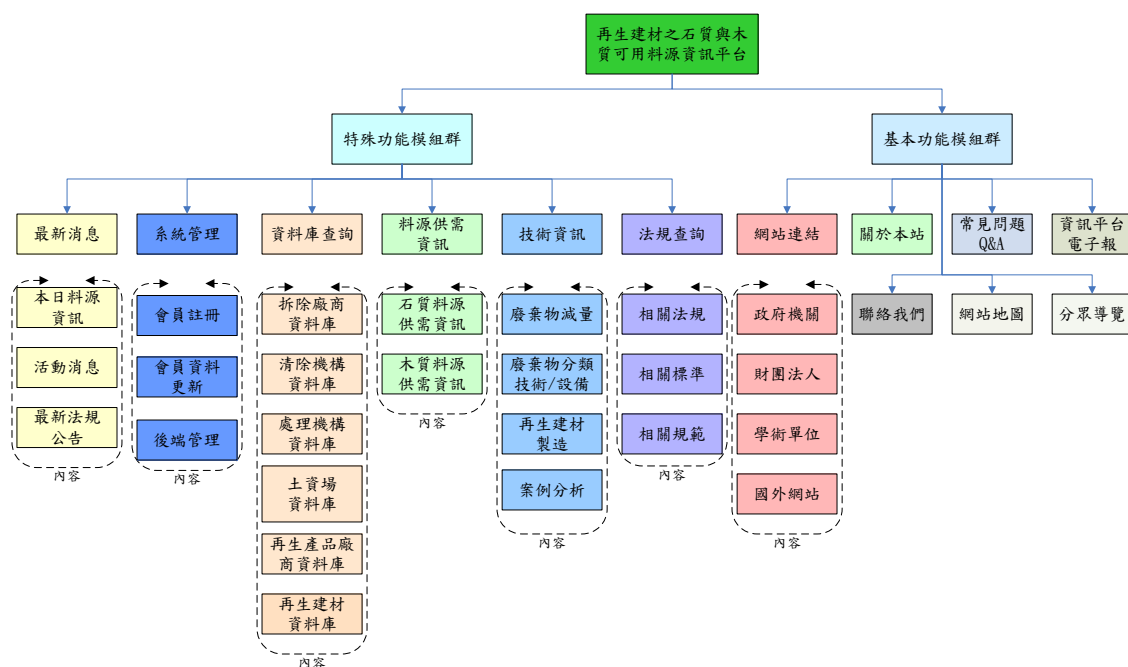 再生建材之石質與木
質可用料源資訊平台
特殊功能模組群
基本功能模組群
最新消息
系統管理
資料庫查詢
料源供需
資訊
技術資訊
法規查詢
網站連結
關於本站
常見問題
Q&A
資訊平台
電子報
本日料源
資訊
活動消息
最新法規
公告
內容
會員註冊
會員資料
更新
後端管理
內容
拆除廠商
資料庫
清除機構
資料庫
處理機構
資料庫
土資場
資料庫
再生產品廠
商資料庫
再生建材
資料庫
內容
石質料源
供需資訊
木質料源
供需資訊
內容
廢棄物減量
廢棄物分類
技術/設備
再生建材
製造
案例分析
內容
相關法規
相關標準
相關規範
內容
政府機關
財團法人
學術單位
國外網站
內容
聯絡我們
網站地圖
分眾導覽